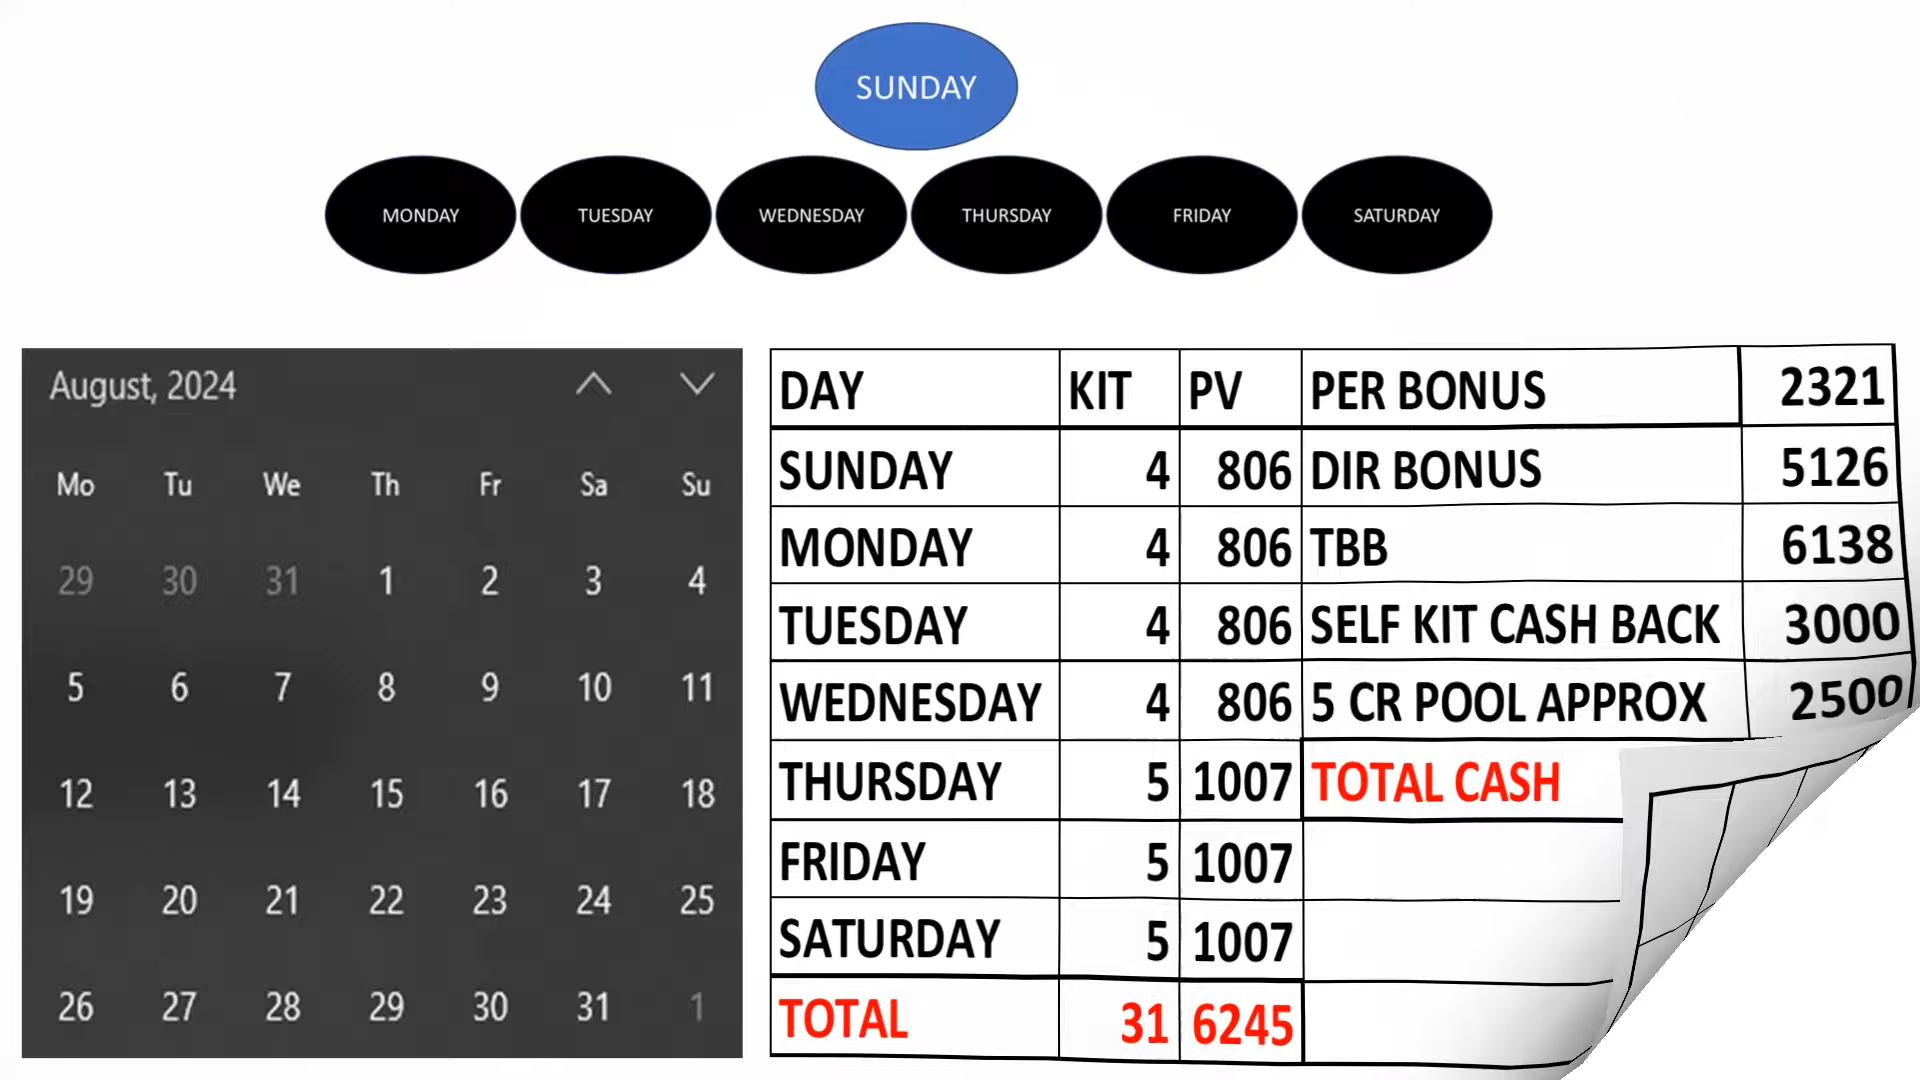 SUNDAY
MONDAY TUESDAY WEDNESDAY THURSDAY FRIDAY SATURDAY
August, 2024
Mo Tu We Th Fr Sa Su
29 30 31 1 2 3 4
5 6 7 8 9 10 11
12 13 14 15 16 17 18
19 20 21 22 23 24 25
26 27 28 29 30 31 1
DAY KIT PV PER BONUS 2321
SUNDAY 4 806 DIR BONUS 5126
MONDAY 4 806 TBB 6138
TUESDAY 4 806 SELF KIT CASH BACK 3000
WEDNESDAY 4 806 5 CR POOL APPROX 2500
THURSDAY 5 1007 TOTAL CASH
FRIDAY 5 1007
SATURDAY 5 1007
TOTAL 31 6245